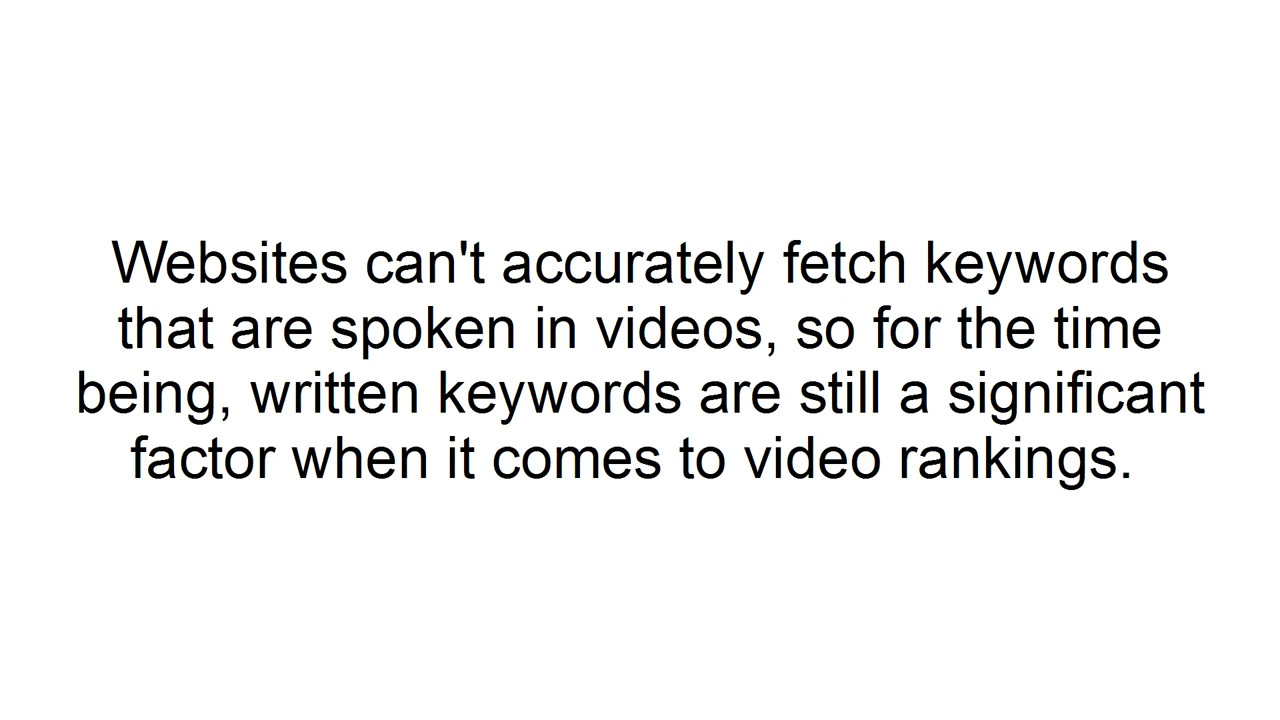 Websites can't accurately fetch keywords
that are spoken in videos, so for the time
being, written keywords are still a significant
factor when it comes to video rankings.